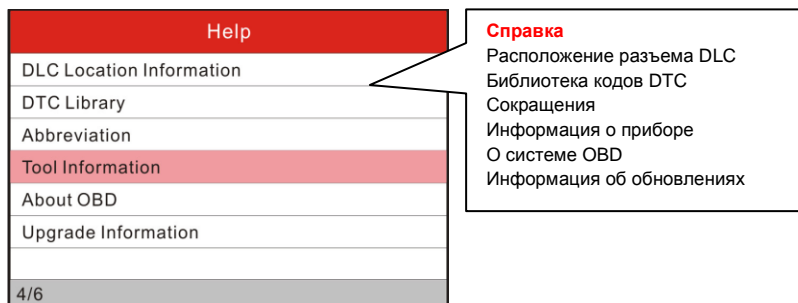 Help
DLC Location Information
DTC Library
Abbreviation
Tool Information
About OBD
Upgrade Information
4/6
Справка
Расположение разъема DLC
Библиотека кодов DTC
Сокращения
Информация о приборе
О системе OBD
Информация об обновлениях